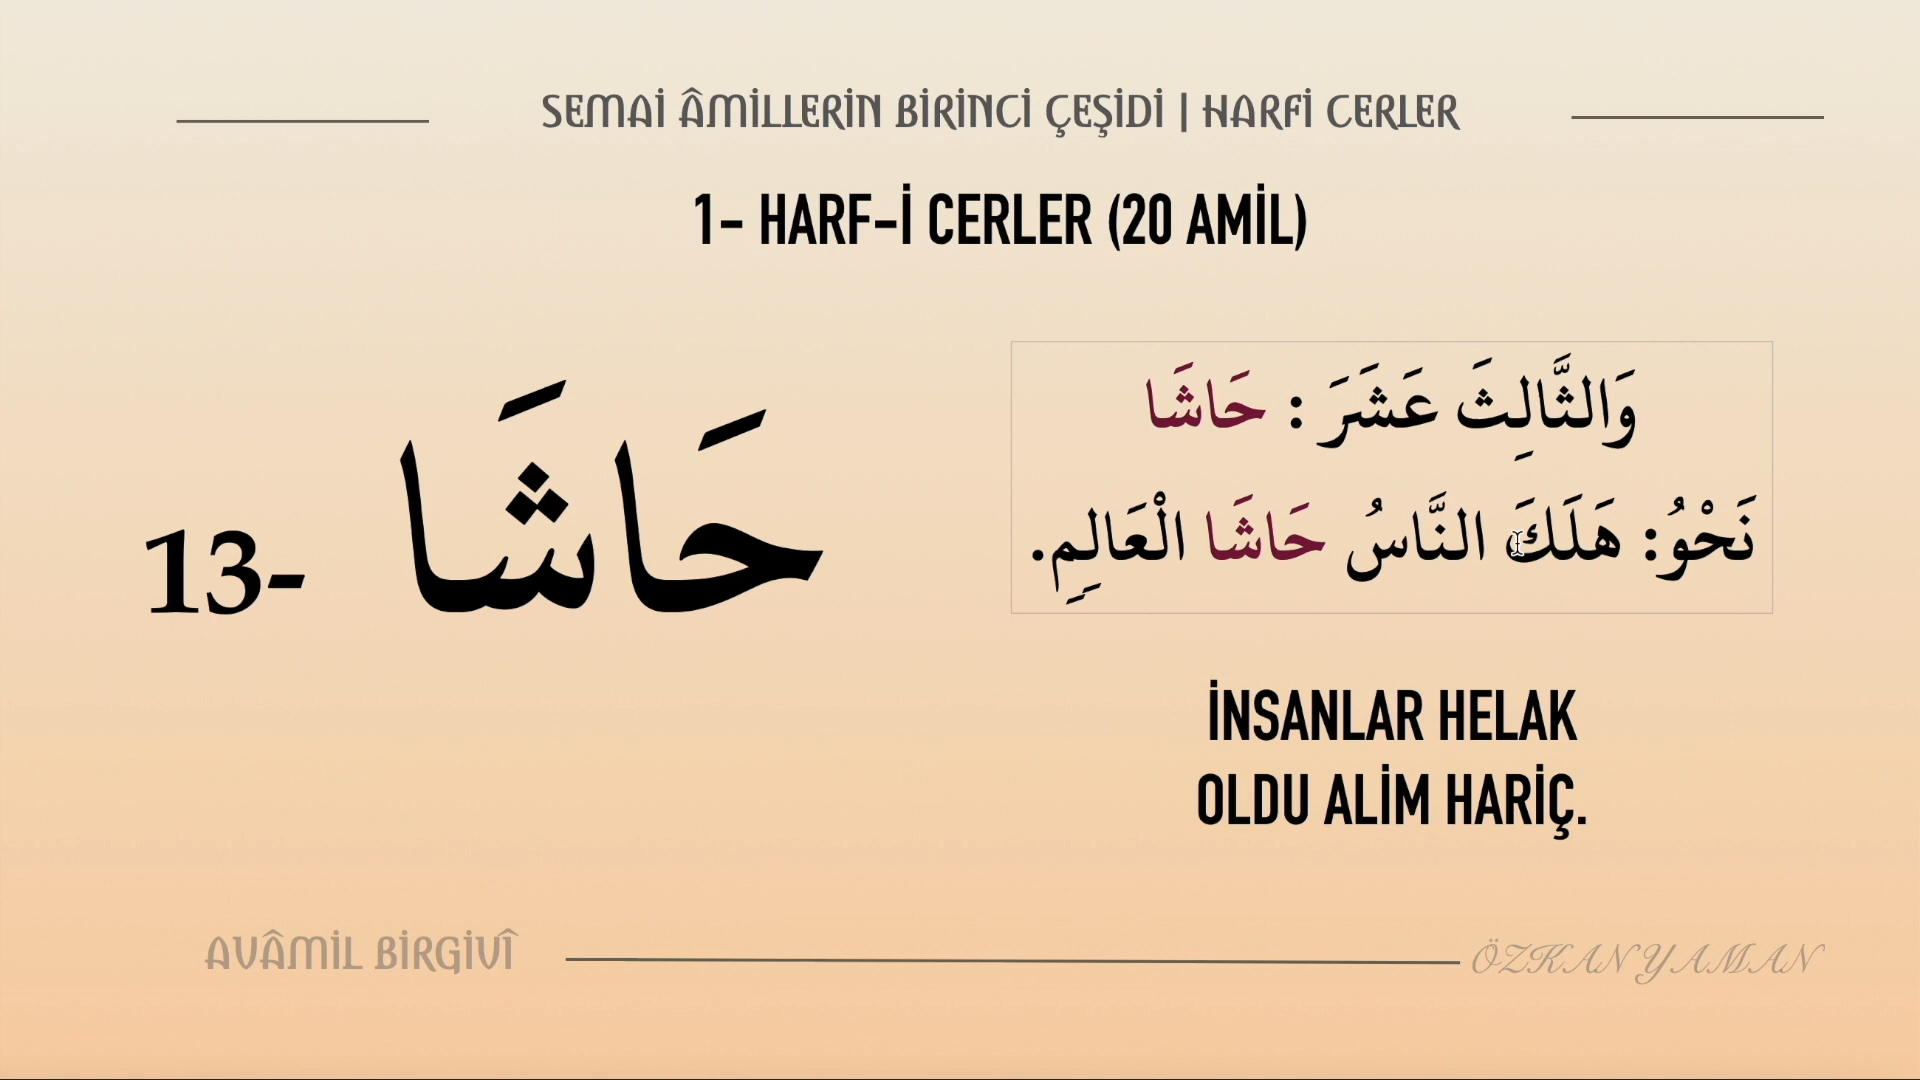 SEMAİ ÂMİLLERİN BİRİNCİ ÇEŞİDİ | HARFİ CERLER
1- HARF-İ CERLER (20 AMİL)
13- حَاشَا
وَالثَّالِثَ عَشَرَ : حَاشَا
نَحْوُ: هَلَكَ النَّاسُ حَاشَا الْعَالِمِ.
İNSANLAR HELAK
OLDU ALİM HARİÇ.
AVÂMİL BİRGİVÎ
ÖZKAN YAMAN